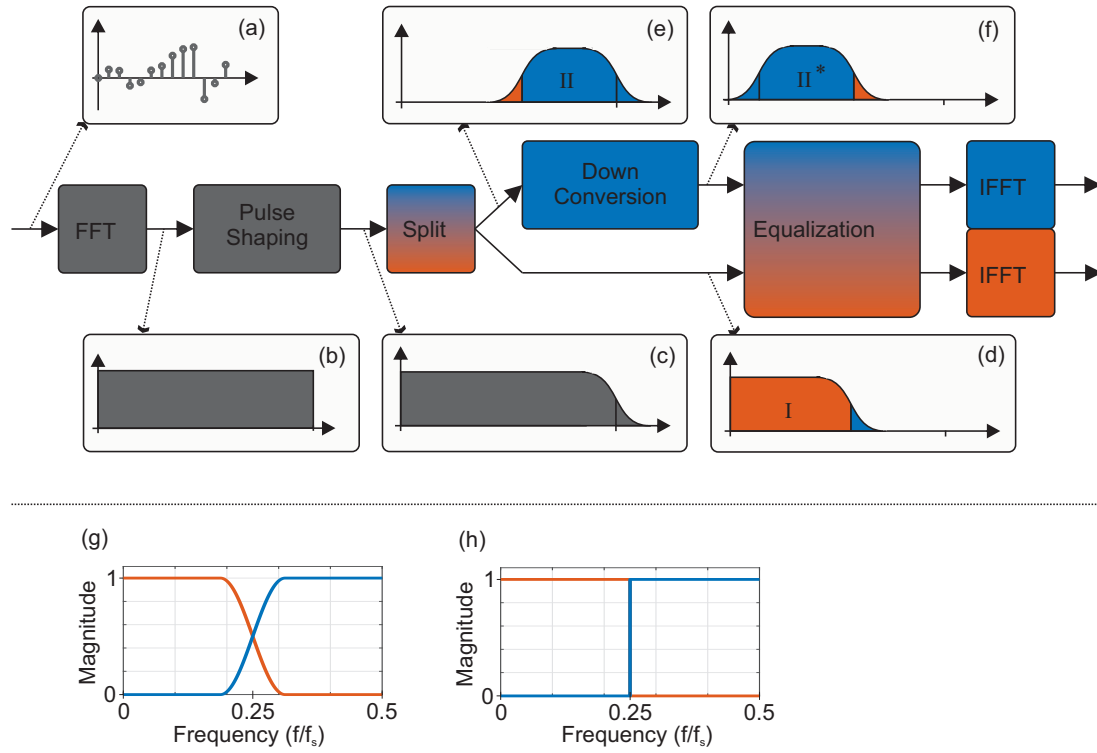 (a)
(e)
(f)
II
II*
FFT
Pulse
Shaping
Split
Down
Conversion
Equalization
IFFT
IFFT
(b)
(c)
(d)
I
(g)
(h)
Magnitude
1
0
0
0.25
0.5
Frequency (f/fs)
Magnitude
1
0
0
0.25
0.5
Frequency (f/fs)